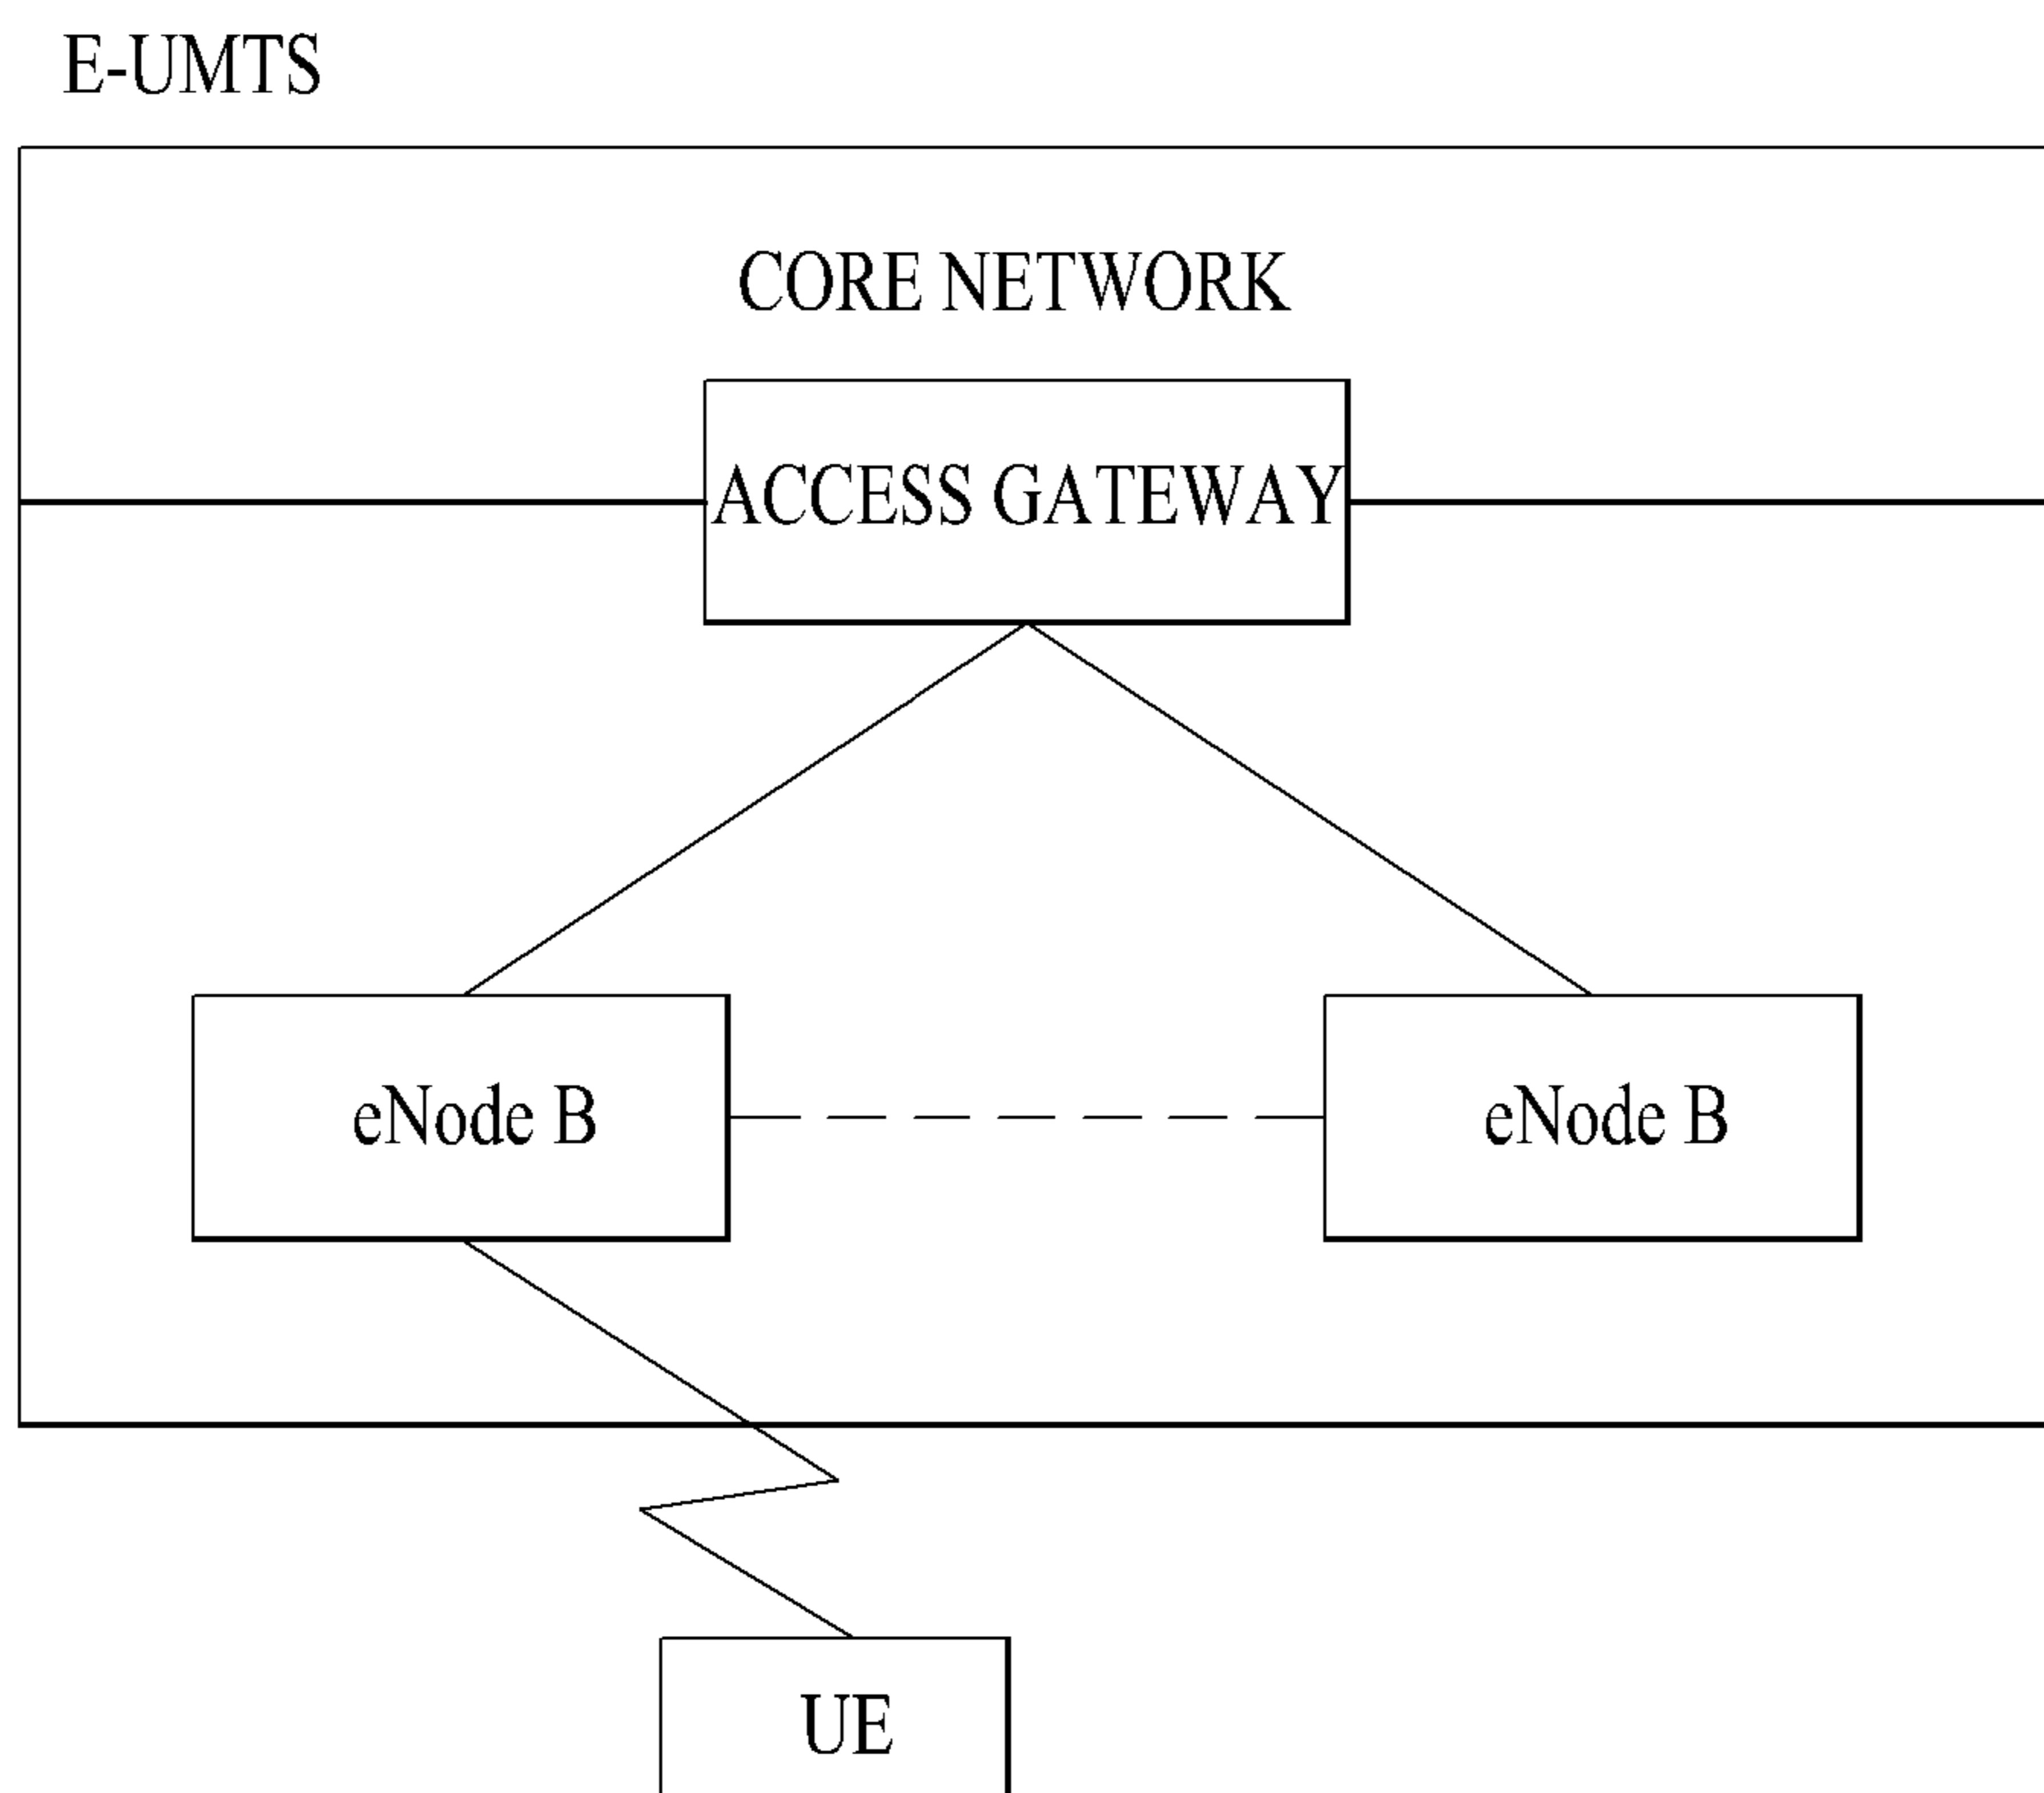 E-UMTS
CORE NETWORK
ACCESS GATEWAY
eNode B
eNode B
UE